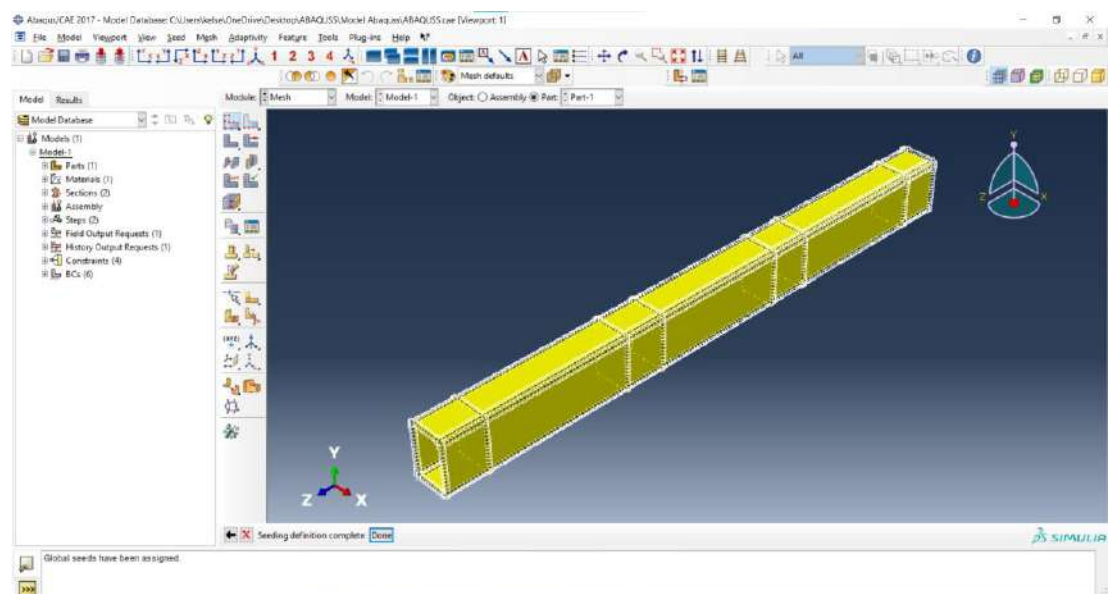 Abaqus/CAE 2017 - Model Database: C:\Users\kelse\OneDrive\Desktop\ABAQUSS\Model Abaqus\ABAQUSS.cae [Viewport: 1]
File Model Viewport View Seed Mesh Adaptivity Feature Tools Plug-ins Help
1 2 3 4 A All
Mesh defaults
Model Results
Module: Mesh Model: Model-1 Object: Assembly Part: Part-1
Model Database
Models (1)
Model-1
Parts (1)
Materials (1)
Sections (2)
Assembly
Steps (2)
Field Output Requests (1)
History Output Requests (1)
Constraints (4)
BCs (6)
Y
Z X
Y
Z X
Seeding definition complete Done
SIMULIA
Global seeds have been assigned.
>>>